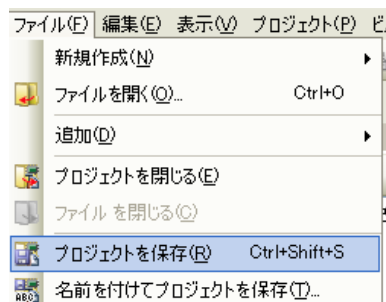 ファイル(F) 編集(E) 表示(V) プロジェクト(P)
新規作成(N)
ファイルを開く(O)... Ctrl+O
追加(D)
プロジェクトを閉じる(E)
ファイル を閉じる(C)
プロジェクトを保存(R) Ctrl+Shift+S
名前を付けてプロジェクトを保存(T)...